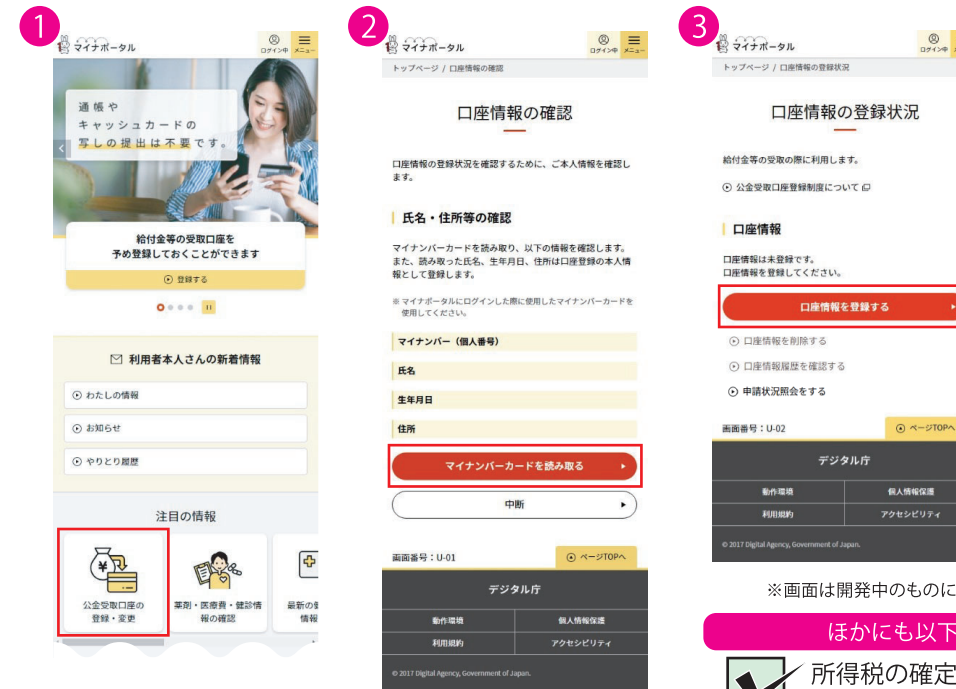 1
マイナポータル
ログイン中
メニュー
通帳や
キャッシュカードの
写しの提出は不要です。
給付金等の受取口座を
予め登録しておくことができます
登録する
利用者本人さんの新着情報
わたしの情報
お知らせ
やりとり履歴
注目の情報
公金受取口座の
登録・変更
薬剤・医療費・健診情
報の確認
最新の
情報
2
マイナポータル
ログイン中
メニュー
トップページ / 口座情報の確認
口座情報の確認
口座情報の登録状況を確認するために、ご本人情報を確認し
ます。
氏名・住所等の確認
マイナンバーカードを読み取り、以下の情報を確認します。
また、読み取った氏名、生年月日、住所は口座登録の本人情
報として登録します。
※ マイナポータルにログインした際に使用したマイナンバーカードを
使用してください。
マイナンバー（個人番号）
氏名
生年月日
住所
マイナンバーカードを読み取る
中断
画面番号：U-01
ページTOPへ
デジタル庁
動作環境
個人情報保護
利用規約
アクセシビリティ
© 2017 Digital Agency, Government of Japan.
3
マイナポータル
ログイン中
トップページ / 口座情報の登録状況
口座情報の登録状況
給付金等の受取の際に利用します。
公金受取口座登録制度について
口座情報
口座情報は未登録です。
口座情報を登録してください。
口座情報を登録する
口座情報を削除する
口座情報履歴を確認する
申請状況照会をする
画面番号：U-02
ページTOPへ
デジタル庁
動作環境
個人情報保護
利用規約
アクセシビリティ
© 2017 Digital Agency, Government of Japan.
※画面は開発中のものに
ほかにも以下
所得税の確定